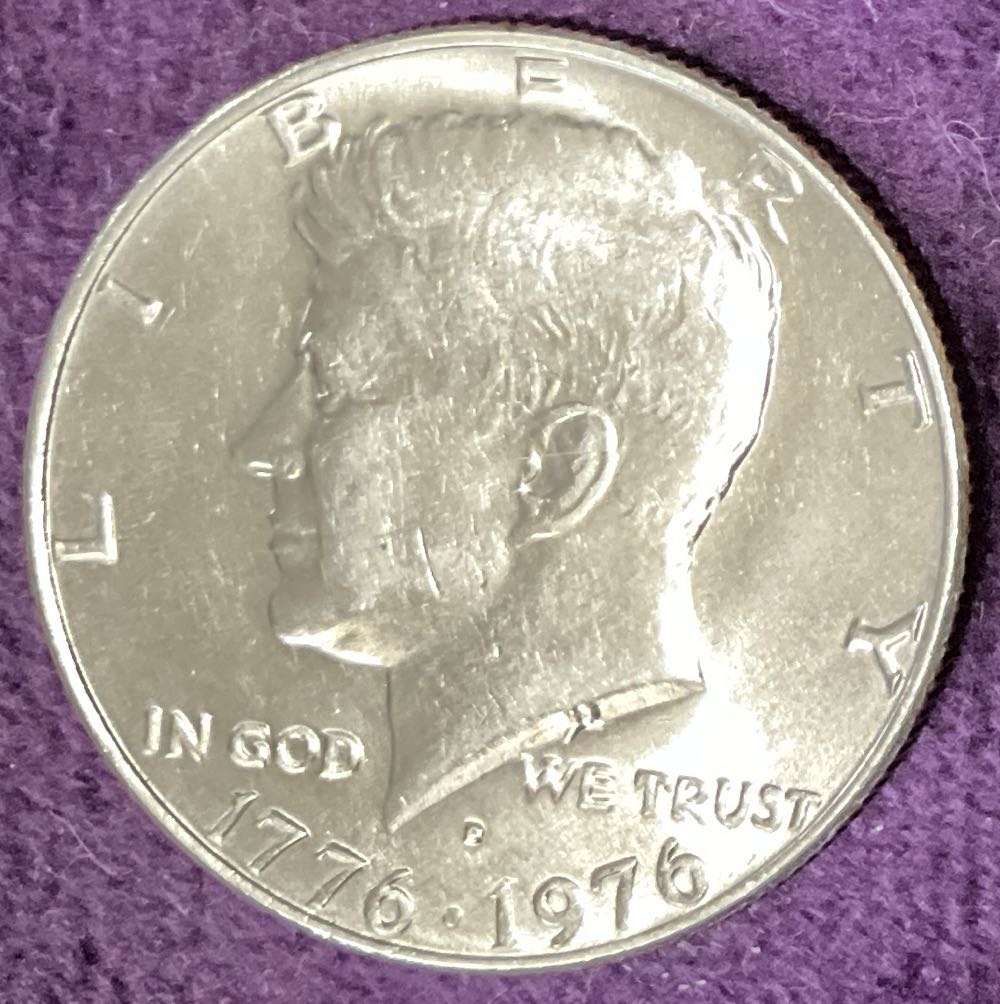 LIBERTY
IN GOD WE TRUST
1776 · 1976